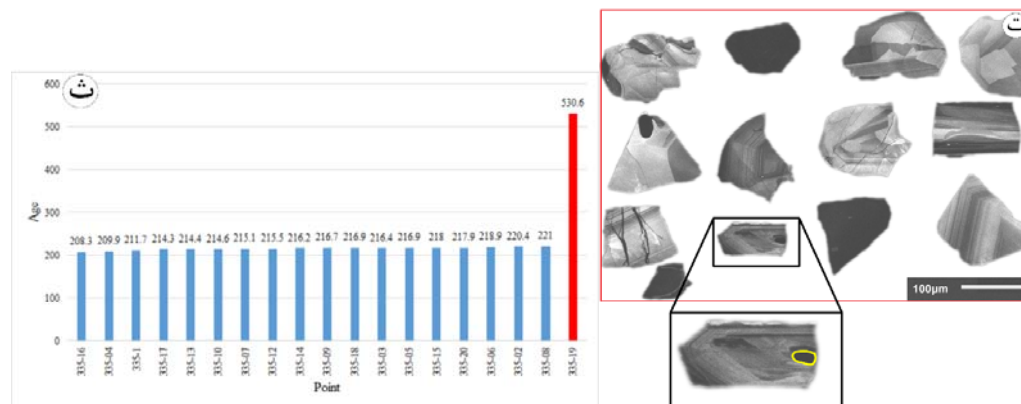 ث
600
500
400
300
200
100
0
Age
208.3 209.9 211.7 214.3 214.4 214.6 215.1 215.5 216.2 216.7 216.9 216.4 216.9 218 217.9 218.9 220.4 221 530.6
335-16 335-04 335-1 335-17 335-13 335-10 335-07 335-12 335-14 335-09 335-18 335-03 335-05 335-15 335-20 335-06 335-02 335-08 335-19
Point
ت
100µm